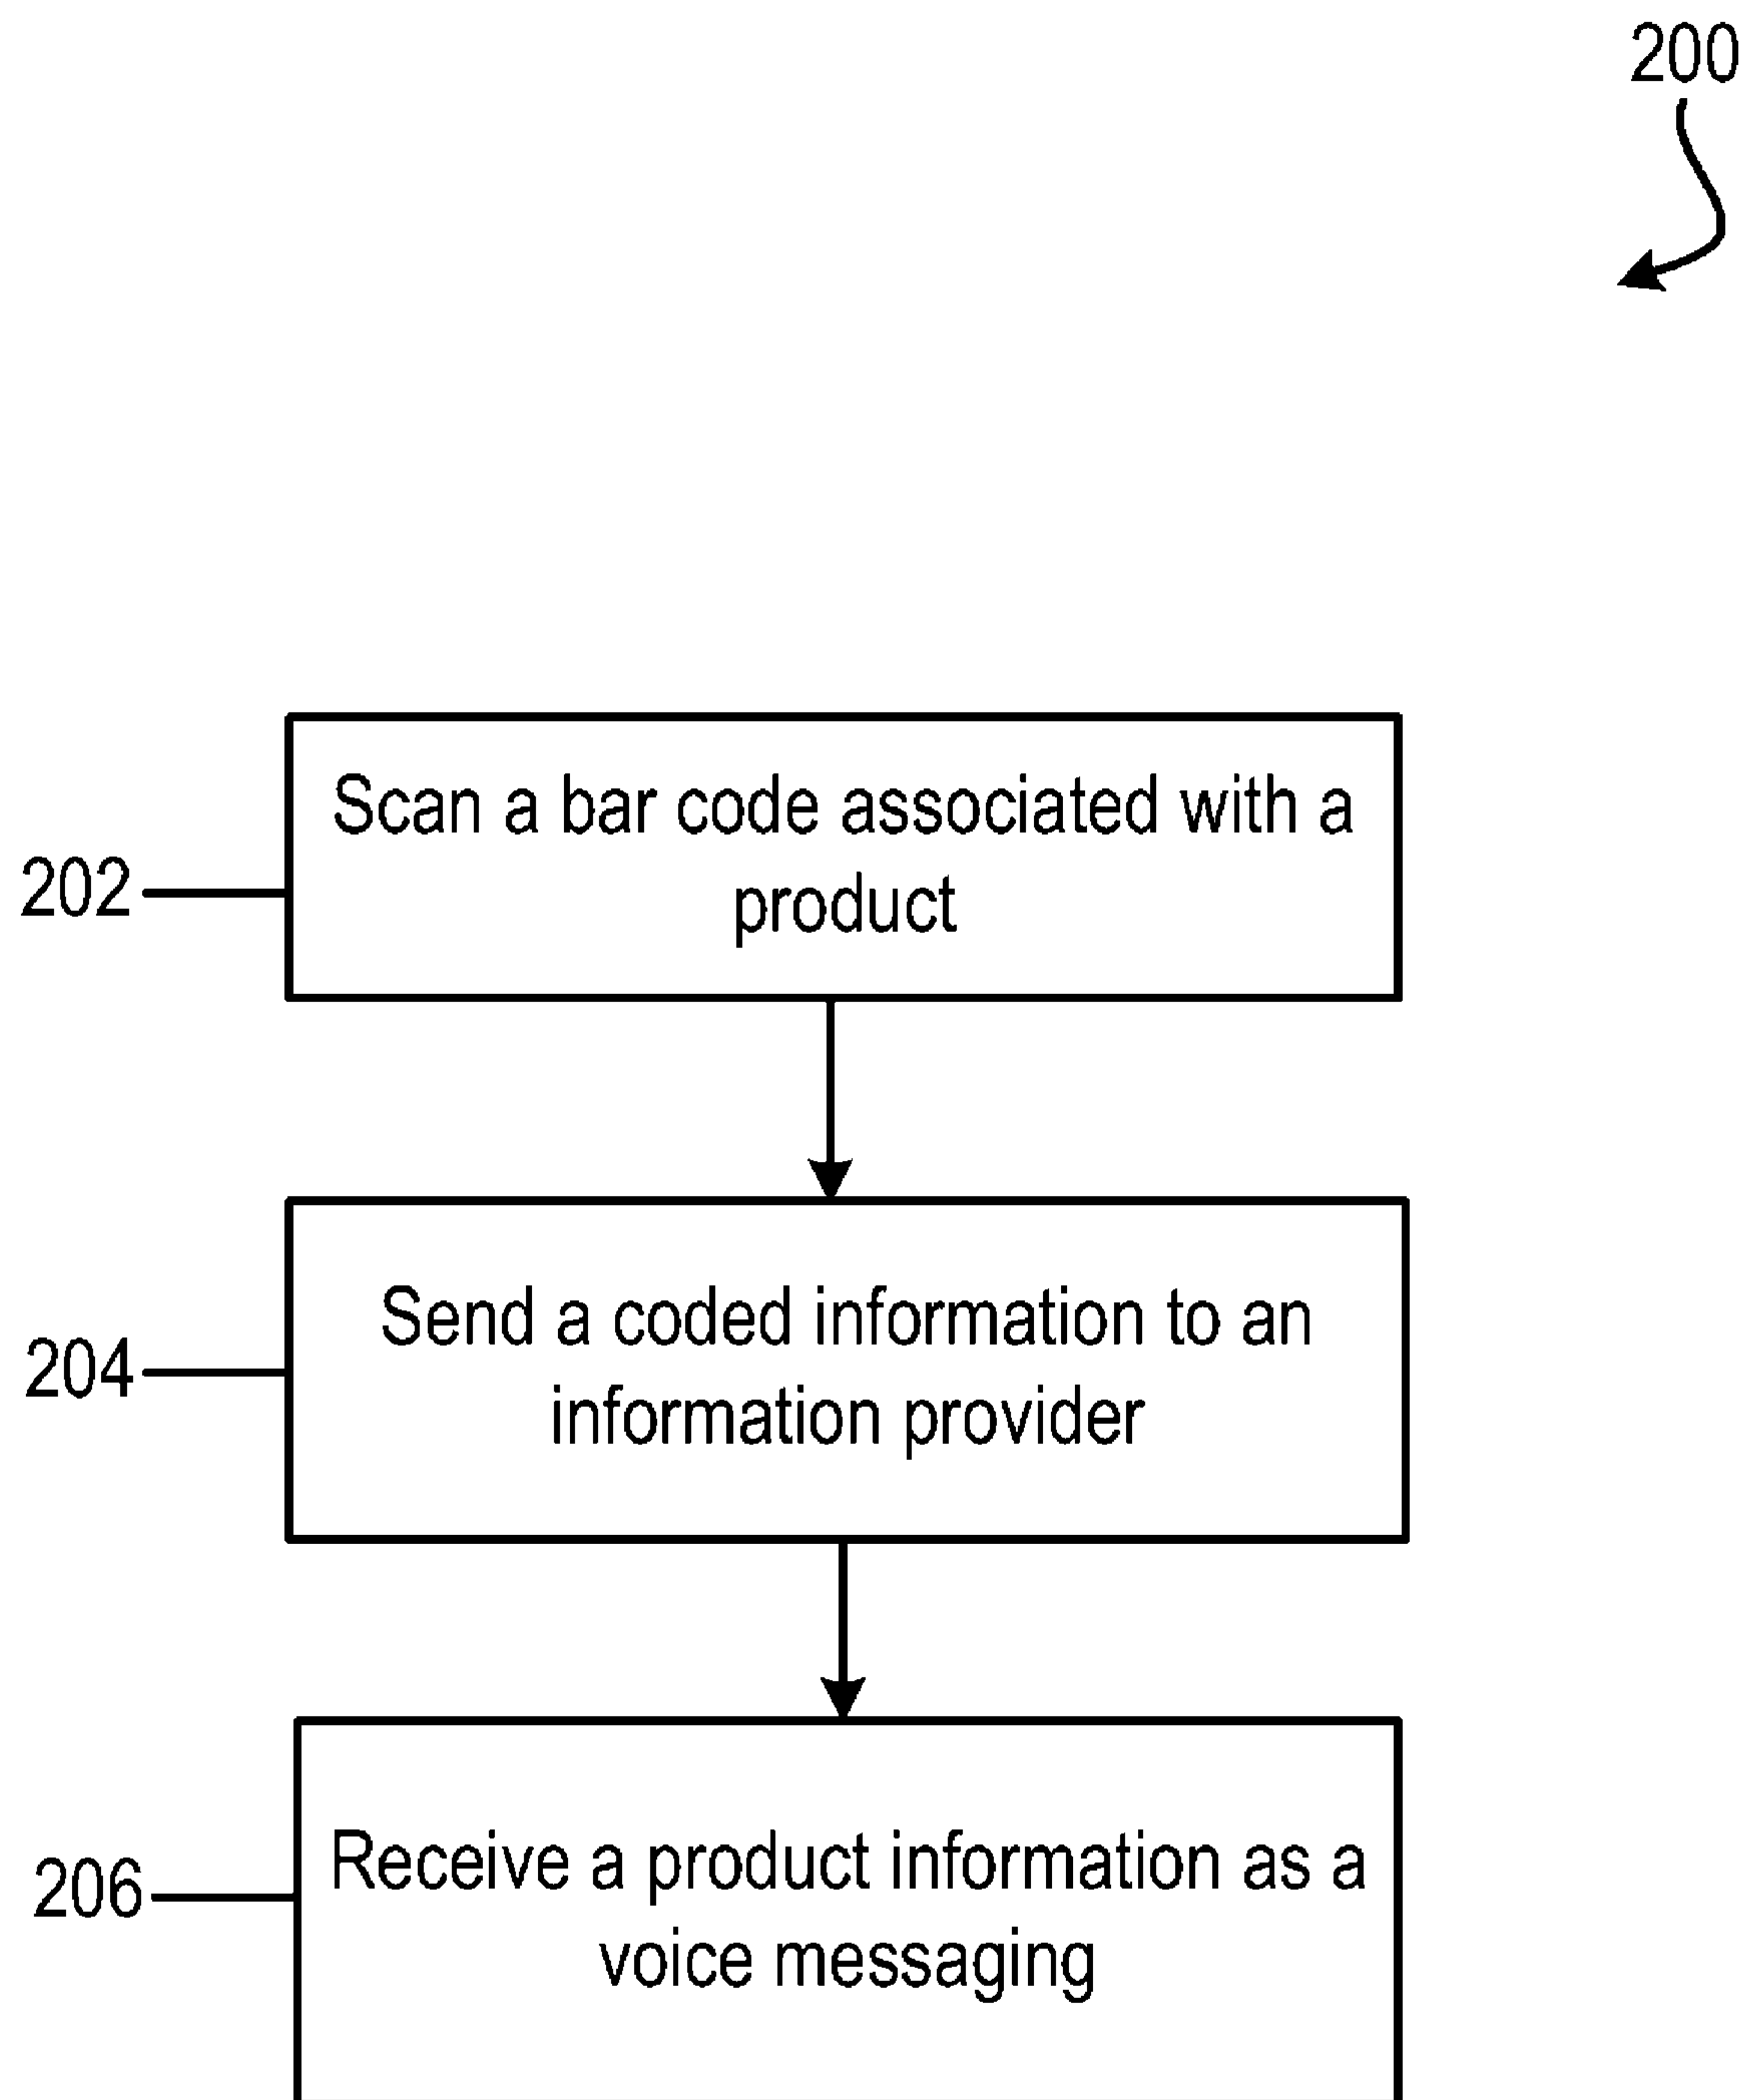 200
Scan a bar code associated with a
product
202
Send a coded information to an
information provider
204
Receive a product information as a
voice messaging
206